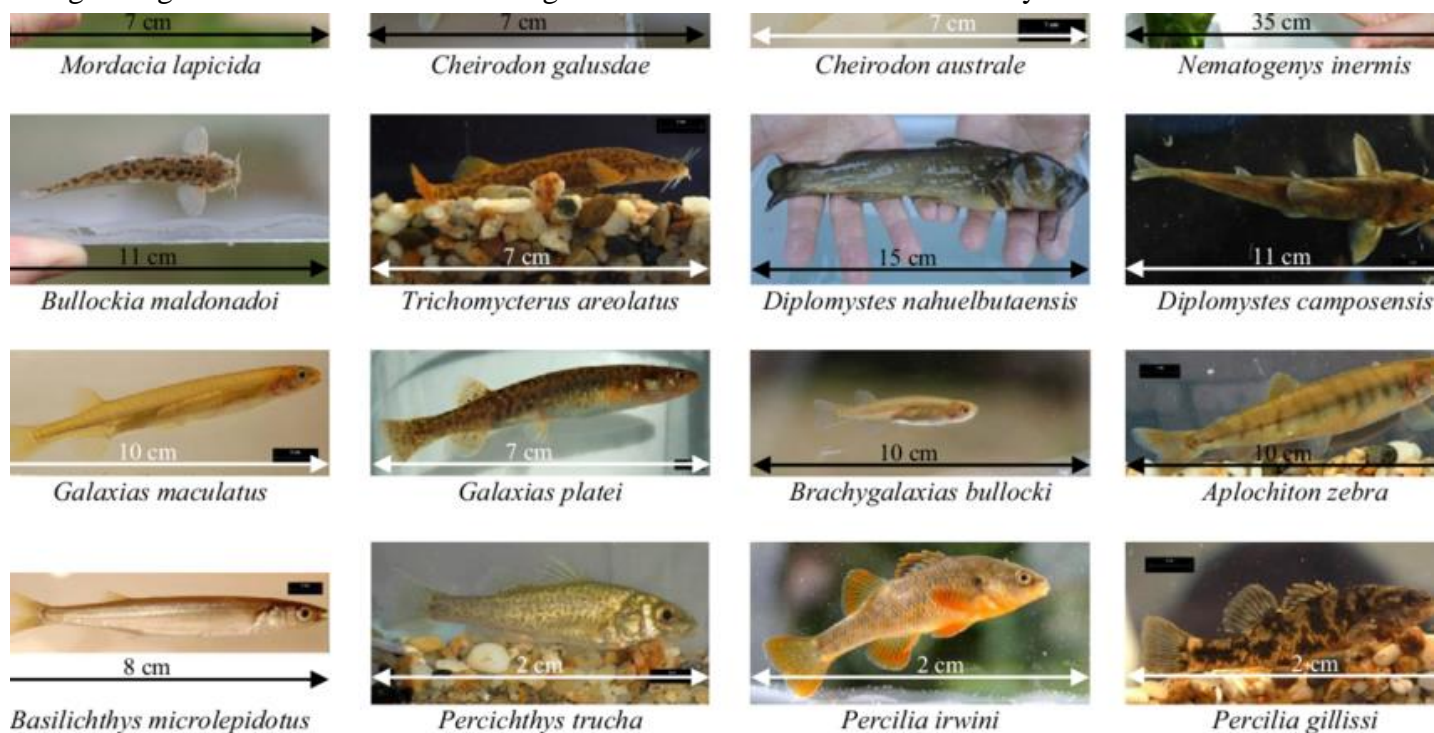 7 cm
7 cm
7 cm
35 cm
Mordacia lapicida
Cheirodon galusdae
Cheirodon australe
Nematogenys inermis
11 cm
7 cm
15 cm
11 cm
Bullockia maldonadoi
Trichomycterus areolatus
Diplomystes nahuelbutaensis
Diplomystes camposensis
10 cm
7 cm
10 cm
10 cm
Galaxias maculatus
Galaxias platei
Brachygalaxias bullocki
Aplochiton zebra
8 cm
2 cm
2 cm
2 cm
Basilichthys microlepidotus
Percichthys trucha
Percilia irwini
Percilia gillissi